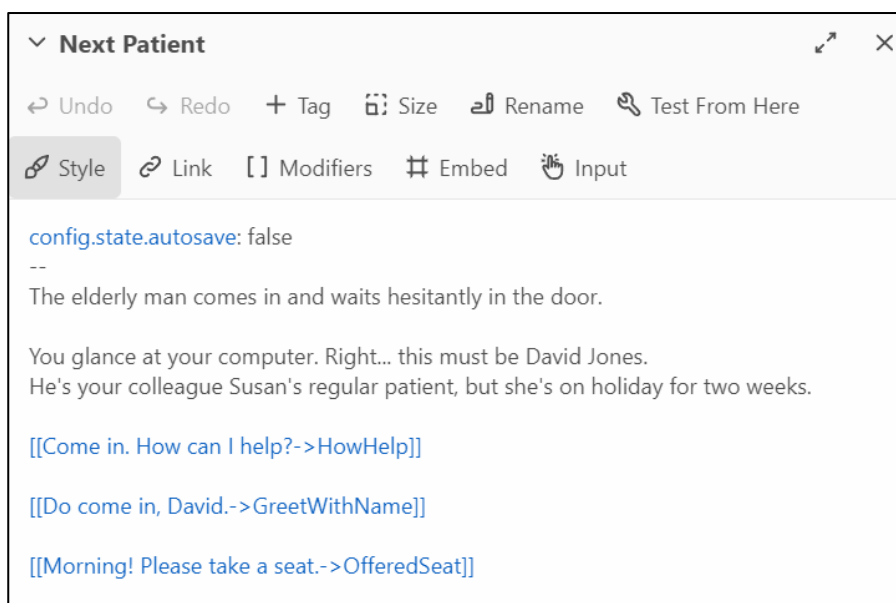 Next Patient
Undo Redo + Tag Size Rename Test From Here
Style Link [ ] Modifiers Embed Input
config.state.autosave: false
--
The elderly man comes in and waits hesitantly in the door.
You glance at your computer. Right... this must be David Jones.
He's your colleague Susan's regular patient, but she's on holiday for two weeks.
[[Come in. How can I help?->HowHelp]]
[[Do come in, David.->GreetWithName]]
[[Morning! Please take a seat.->OfferedSeat]]